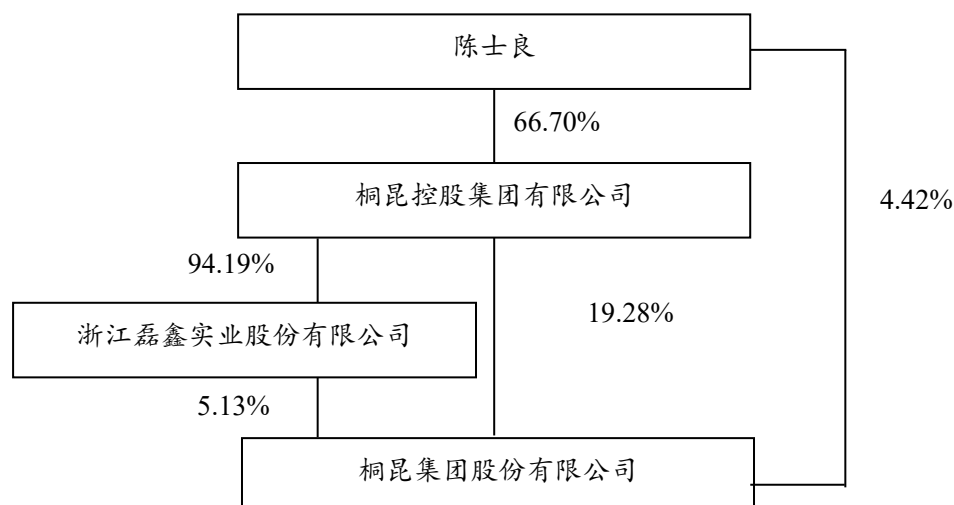 陈士良
66.70%
桐昆控股集团有限公司
4.42%
94.19%
19.28%
浙江磊鑫实业股份有限公司
5.13%
桐昆集团股份有限公司